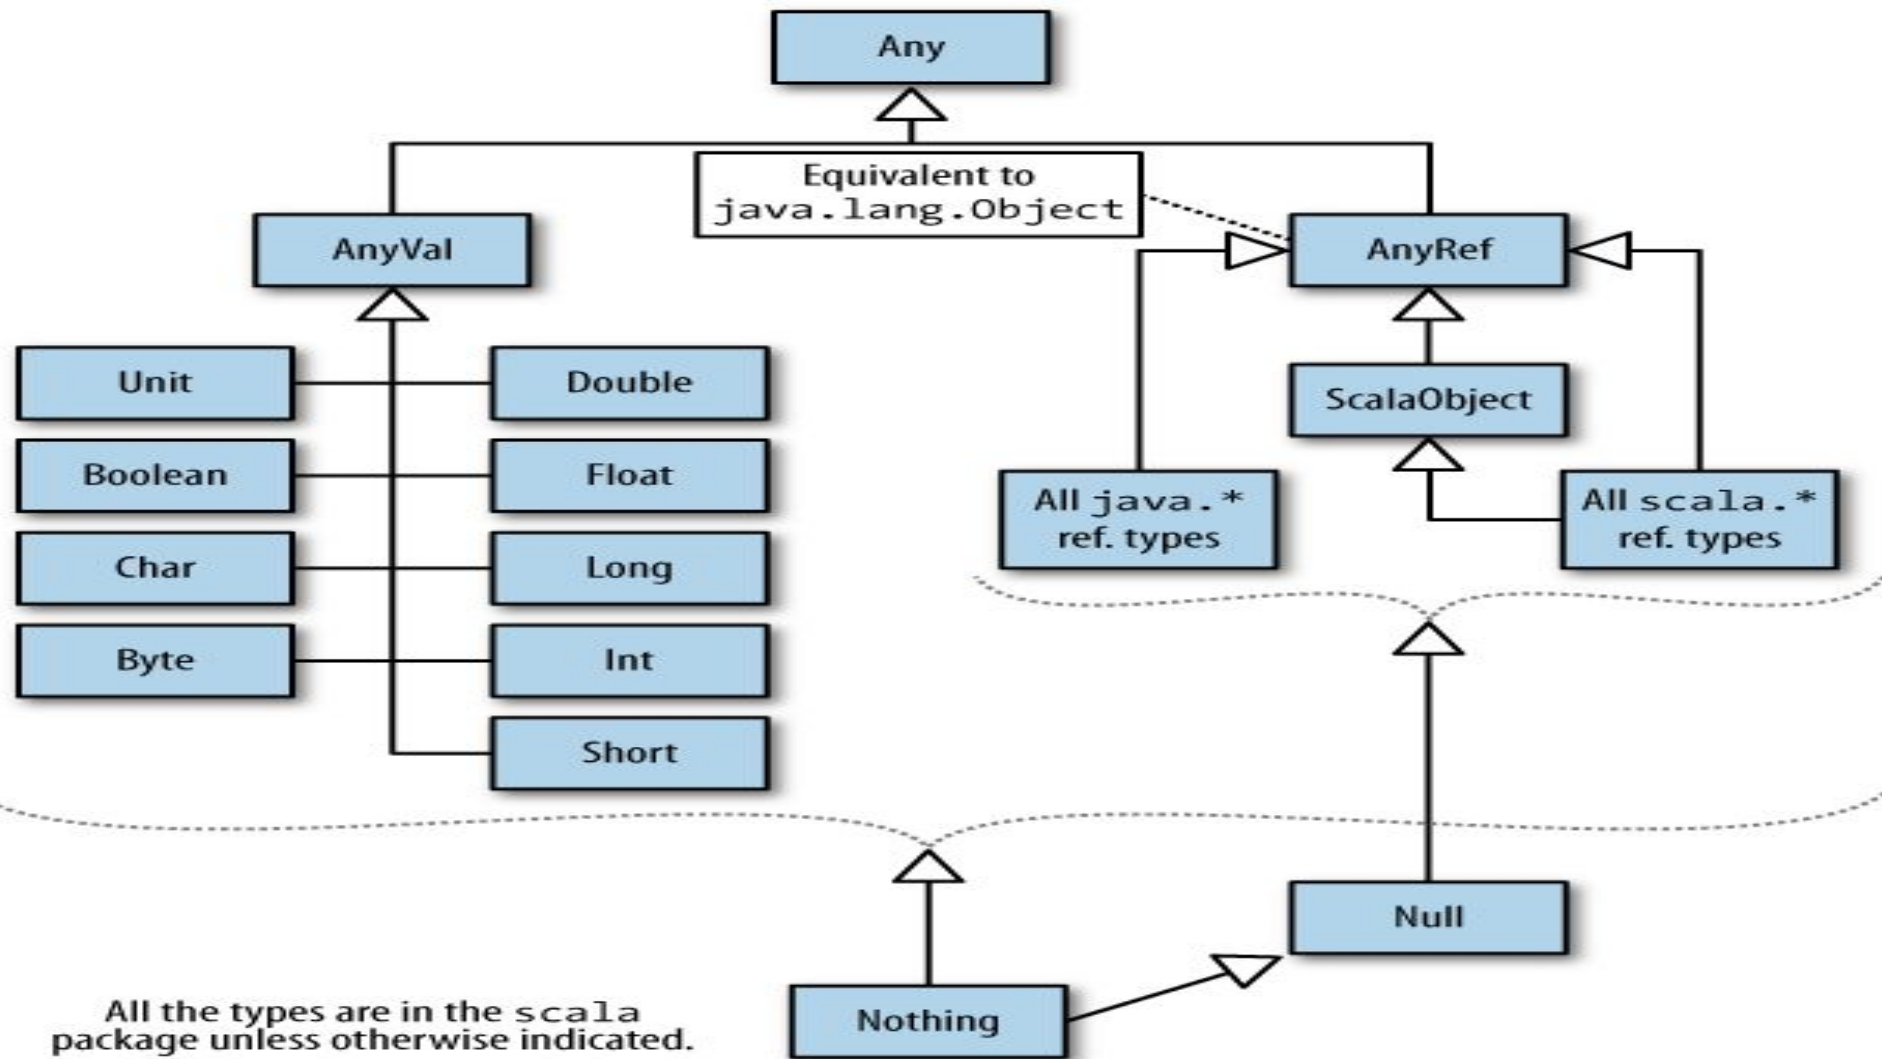 Any
Equivalent to
java.lang.Object
AnyVal
AnyRef
Unit
Double
ScalaObject
Boolean
Float
All java.*
ref. types
All scala.*
ref. types
Char
Long
Byte
Int
Short
Null
Nothing
All the types are in the scala
package unless otherwise indicated.